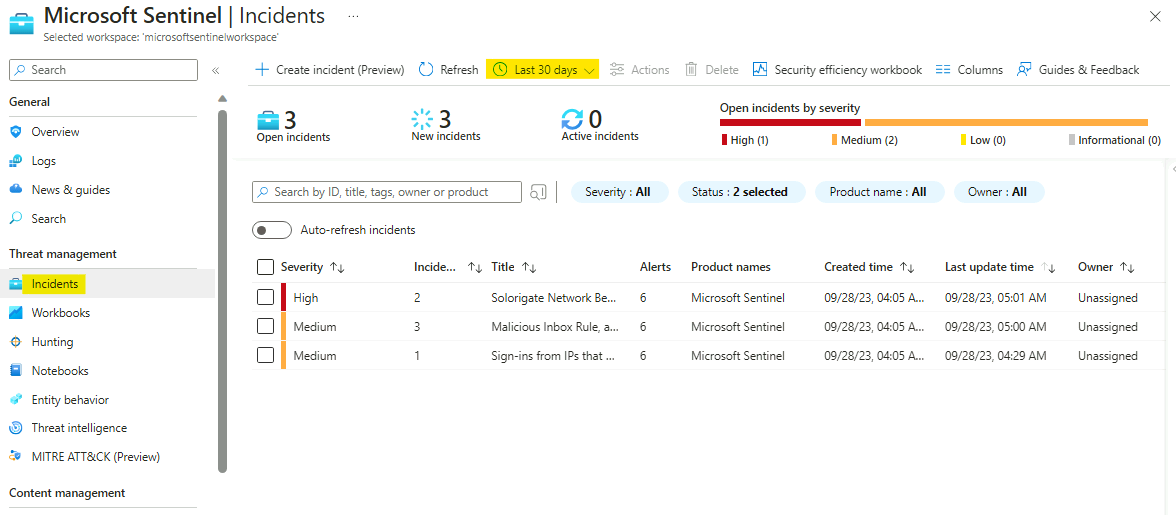 Microsoft Sentinel | Incidents ...
Selected workspace: 'microsoftsentinelworkspace'
Search
General
Overview
Logs
News & guides
Search
Threat management
Incidents
Workbooks
Hunting
Notebooks
Entity behavior
Threat intelligence
MITRE ATT&CK (Preview)
Content management
Create incident (Preview) Refresh Last 30 days Actions Delete Security efficiency workbook Columns Guides & Feedback
3 Open incidents
3 New incidents
0 Active incidents
Open incidents by severity
High (1) Medium (2) Low (0) Informational (0)
Search by ID, title, tags, owner or product Severity : All Status : 2 selected Product name : All Owner : All
Auto-refresh incidents
Severity Incide... Title Alerts Product names Created time Last update time Owner
High 2 Solorigate Network Be... 6 Microsoft Sentinel 09/28/23, 04:05 A... 09/28/23, 05:01 AM Unassigned
Medium 3 Malicious Inbox Rule, a... 6 Microsoft Sentinel 09/28/23, 04:05 A... 09/28/23, 05:00 AM Unassigned
Medium 1 Sign-ins from IPs that ... 6 Microsoft Sentinel 09/28/23, 04:05 A... 09/28/23, 04:29 AM Unassigned